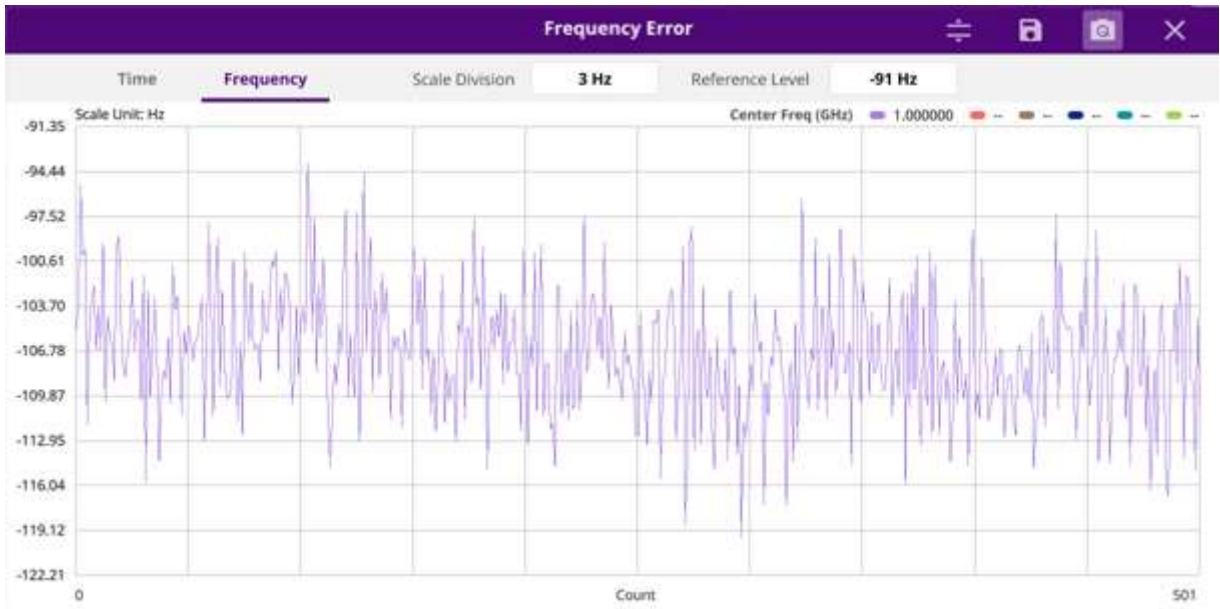 Frequency Error
Time Frequency Scale Division 3 Hz Reference Level -91 Hz
Scale Unit: Hz Center Freq (GHz) 1.000000 -- -- -- -- --
-91.35
-94.44
-97.52
-100.61
-103.70
-106.78
-109.87
-112.95
-116.04
-119.12
-122.21
0 Count 501